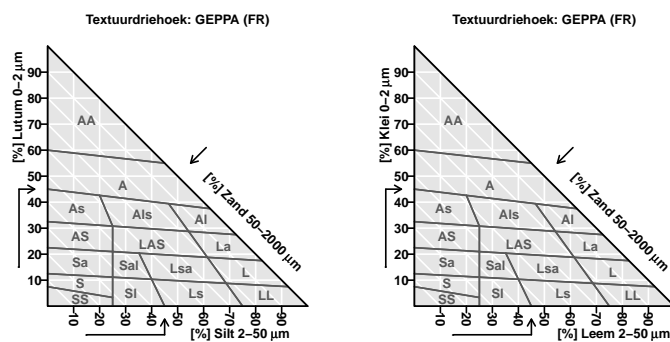 Textuurdriehoek: GEPPA (FR)
[%] Lutum 0–2 µm
90
80
70
60
50
40
30
20
10
AA
A
As
Als
Al
AS
LAS
La
Sa
Sal
Lsa
L
S
SS
Sl
Ls
LL
[%] Zand 50–2000 µm
10
20
30
40
50
60
70
80
90
[%] Silt 2–50 µm
Textuurdriehoek: GEPPA (FR)
[%] Klei 0–2 µm
90
80
70
60
50
40
30
20
10
AA
A
As
Als
Al
AS
LAS
La
Sa
Sal
Lsa
L
S
SS
Sl
Ls
LL
[%] Zand 50–2000 µm
10
20
30
40
50
60
70
80
90
[%] Leem 2–50 µm